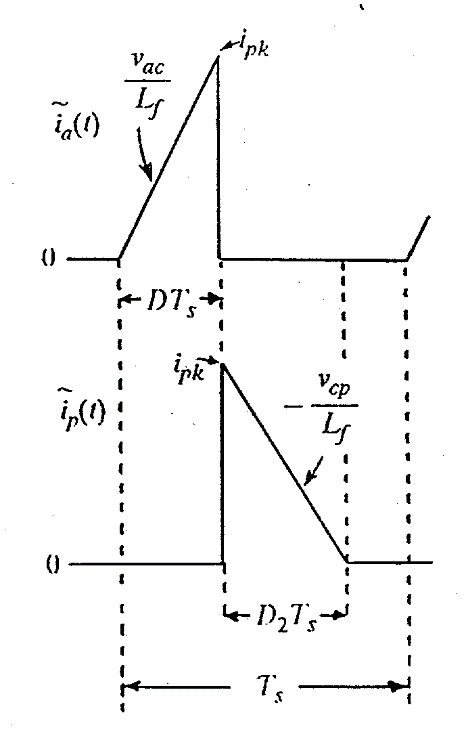 i_pk
v_ac
L_f
ĩ_a(t)
0
DT_s
i_pk
v_cp
−
L_f
ĩ_p(t)
0
D_2T_s
T_s